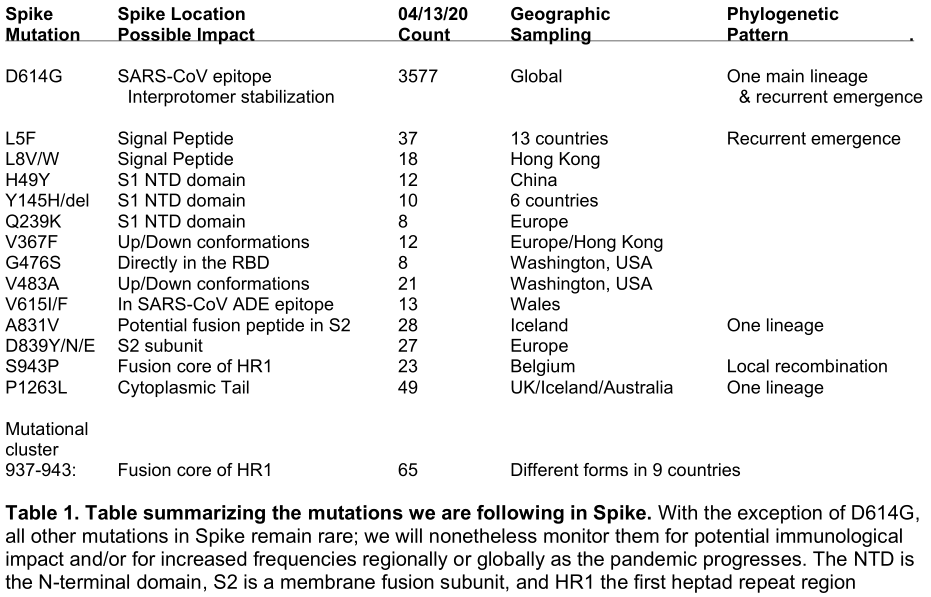 Spike Spike Location 04/13/20 Geographic Phylogenetic
Mutation Possible Impact Count Sampling Pattern .
D614G SARS-CoV epitope 3577 Global One main lineage
Interprotomer stabilization & recurrent emergence
L5F Signal Peptide 37 13 countries Recurrent emergence
L8V/W Signal Peptide 18 Hong Kong
H49Y S1 NTD domain 12 China
Y145H/del S1 NTD domain 10 6 countries
Q239K S1 NTD domain 8 Europe
V367F Up/Down conformations 12 Europe/Hong Kong
G476S Directly in the RBD 8 Washington, USA
V483A Up/Down conformations 21 Washington, USA
V615I/F In SARS-CoV ADE epitope 13 Wales
A831V Potential fusion peptide in S2 28 Iceland One lineage
D839Y/N/E S2 subunit 27 Europe
S943P Fusion core of HR1 23 Belgium Local recombination
P1263L Cytoplasmic Tail 49 UK/Iceland/Australia One lineage
Mutational
cluster
937-943: Fusion core of HR1 65 Different forms in 9 countries
Table 1. Table summarizing the mutations we are following in Spike. With the exception of D614G,
all other mutations in Spike remain rare; we will nonetheless monitor them for potential immunological
impact and/or for increased frequencies regionally or globally as the pandemic progresses. The NTD is
the N-terminal domain, S2 is a membrane fusion subunit, and HR1 the first heptad repeat region